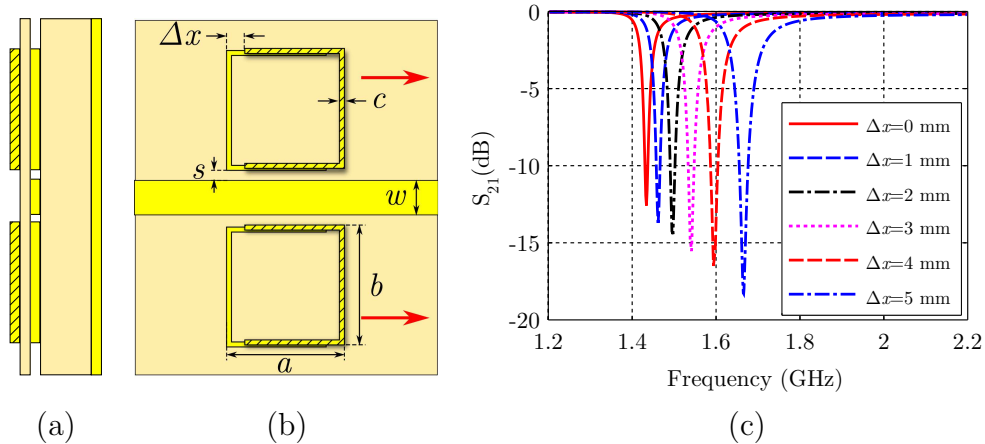 Δx
c
s
w
b
a
(a)
(b)
0
-5
-10
-15
-20
S21(dB)
1.2
1.4
1.6
1.8
2
2.2
Frequency (GHz)
Δx=0 mm
Δx=1 mm
Δx=2 mm
Δx=3 mm
Δx=4 mm
Δx=5 mm
(c)